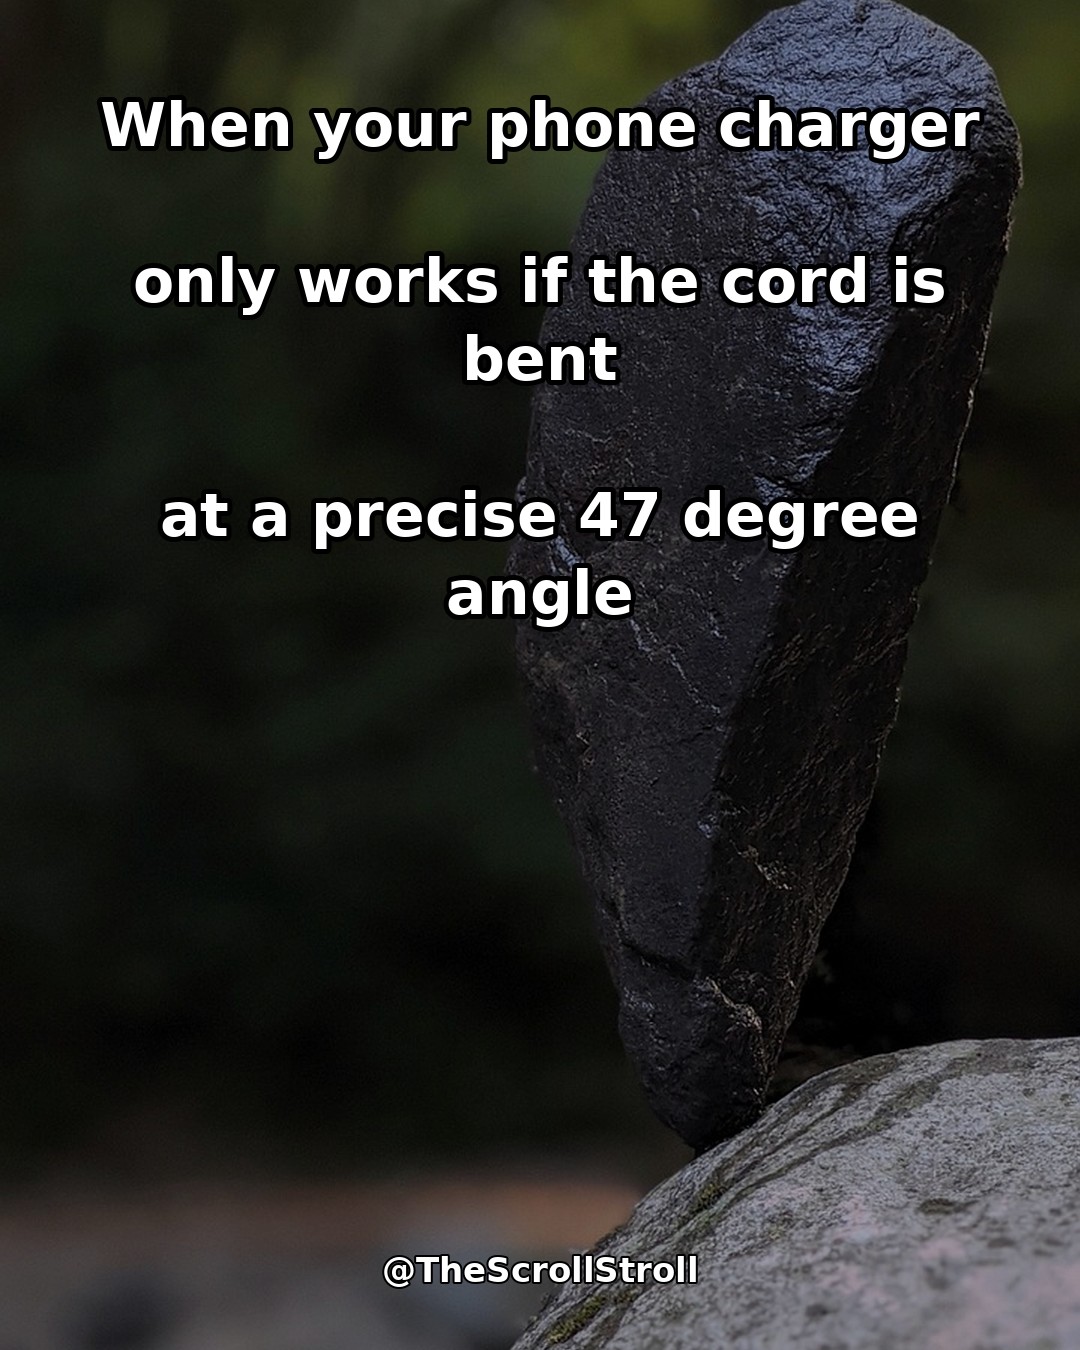 When your phone charger
only works if the cord is
bent
at a precise 47 degree
angle
@TheScrollStroll